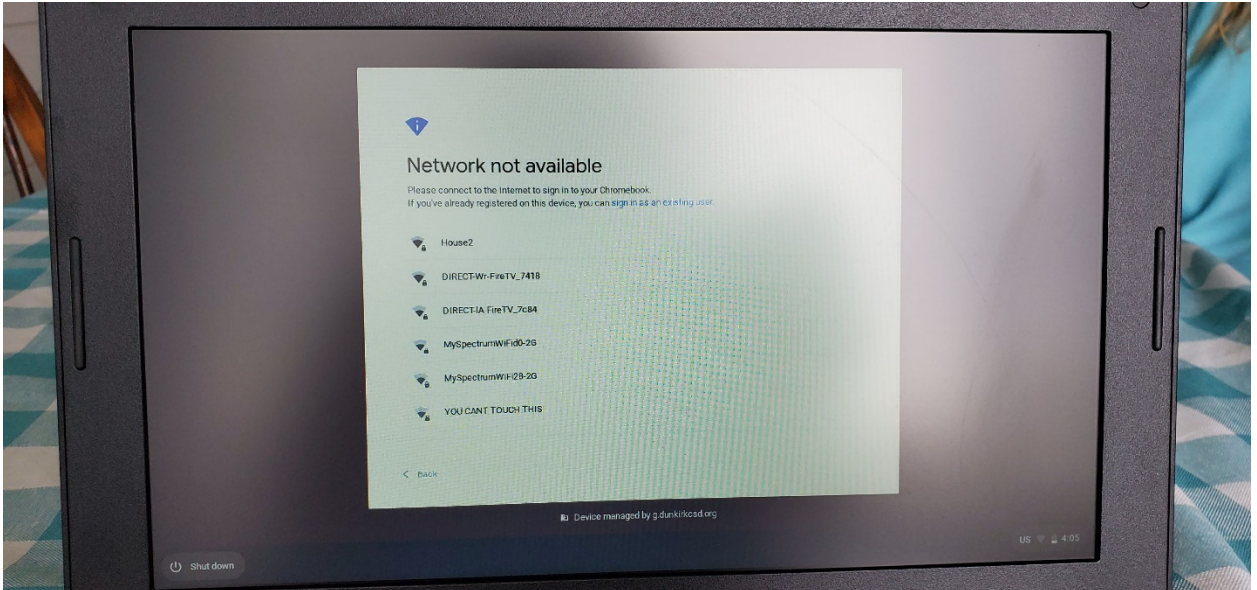 Network not available
Please connect to the internet to sign in to your Chromebook.
If you've already registered on this device, you can sign in as an existing user.
House2
DIRECT-Wr-FireTV_7418
DIRECT-IA FireTV_7c84
MySpectrumWiFid0-2G
MySpectrumWiFi28-2G
YOU CANT TOUCH THIS
< Back
Device managed by g.dunkirkcsd.org
US 4:05
Shut down